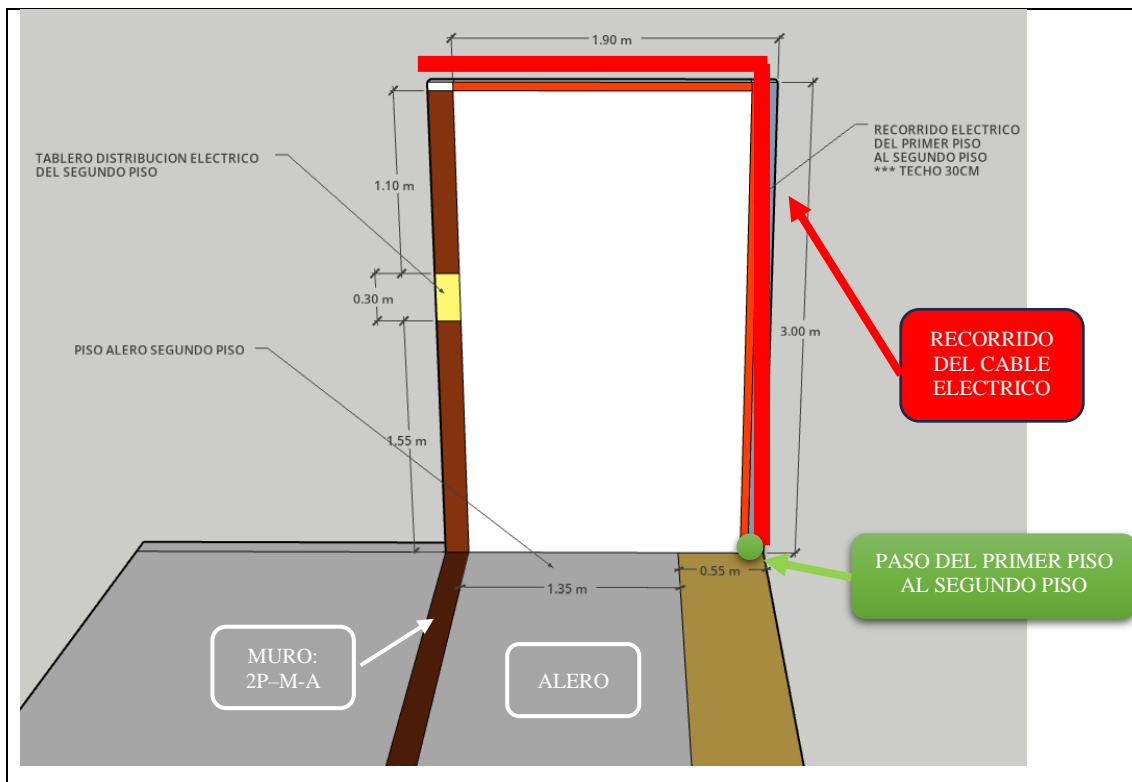 1.90 m
TABLERO DISTRIBUCION ELECTRICO
DEL SEGUNDO PISO
RECORRIDO ELECTRICO
DEL PRIMER PISO
AL SEGUNDO PISO
*** TECHO 30CM
1.10 m
0.30 m
3.00 m
RECORRIDO
DEL CABLE
ELECTRICO
PISO ALERO SEGUNDO PISO
1.55 m
0.55 m
1.35 m
PASO DEL PRIMER PISO
AL SEGUNDO PISO
MURO:
2P–M-A
ALERO